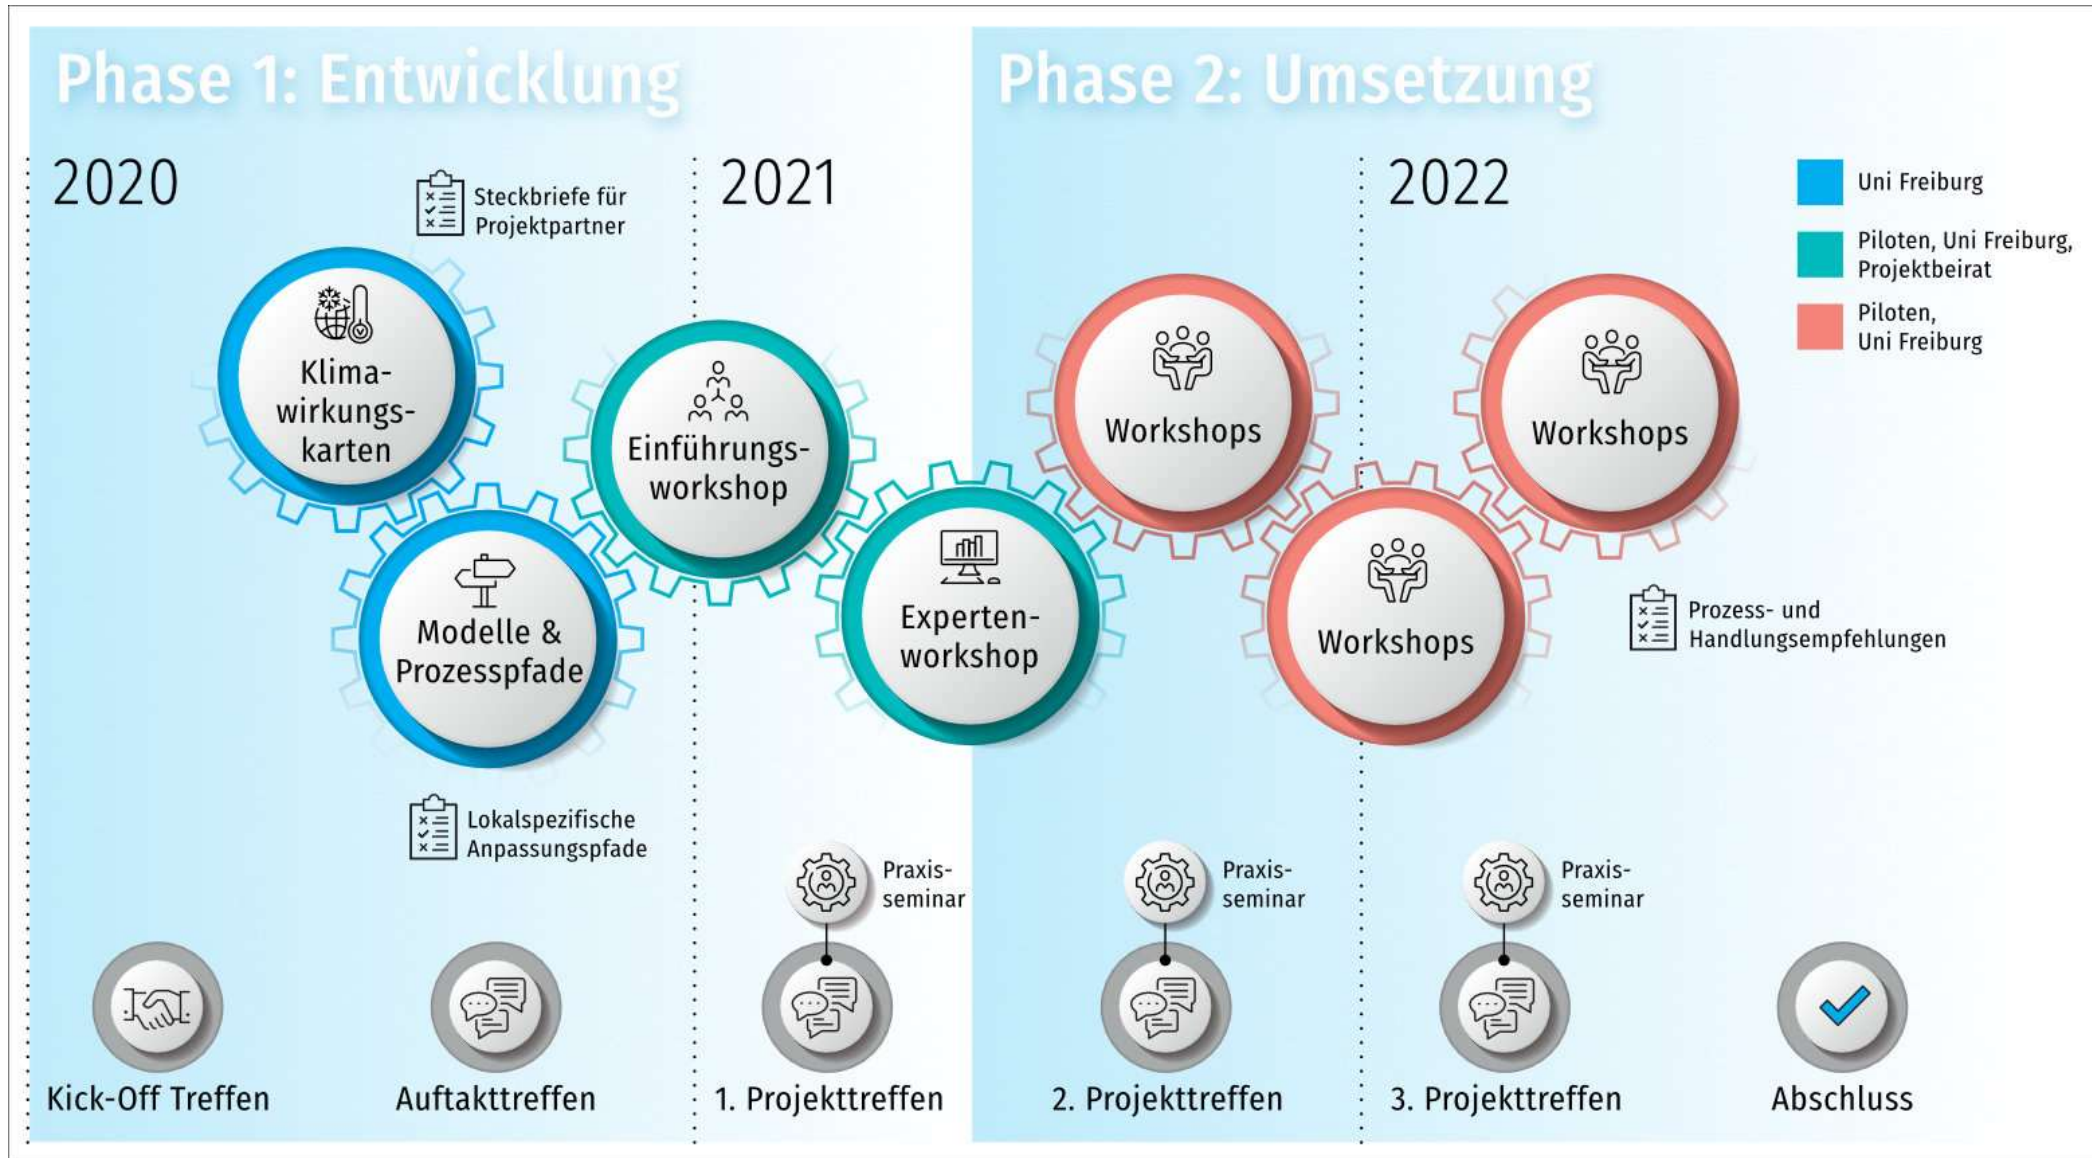 Phase 1: Entwicklung
Phase 2: Umsetzung
2020
2021
2022
Steckbriefe für
Projektpartner
Uni Freiburg
Piloten, Uni Freiburg,
Projektbeirat
Piloten,
Uni Freiburg
Klima-
wirkungs-
karten
Einführungs-
workshop
Workshops
Workshops
Modelle &
Prozesspfade
Experten-
workshop
Workshops
Prozess- und
Handlungsempfehlungen
Lokalspezifische
Anpassungspfade
Praxis-
seminar
Praxis-
seminar
Praxis-
seminar
Kick-Off Treffen
Auftakttreffen
1. Projekttreffen
2. Projekttreffen
3. Projekttreffen
Abschluss